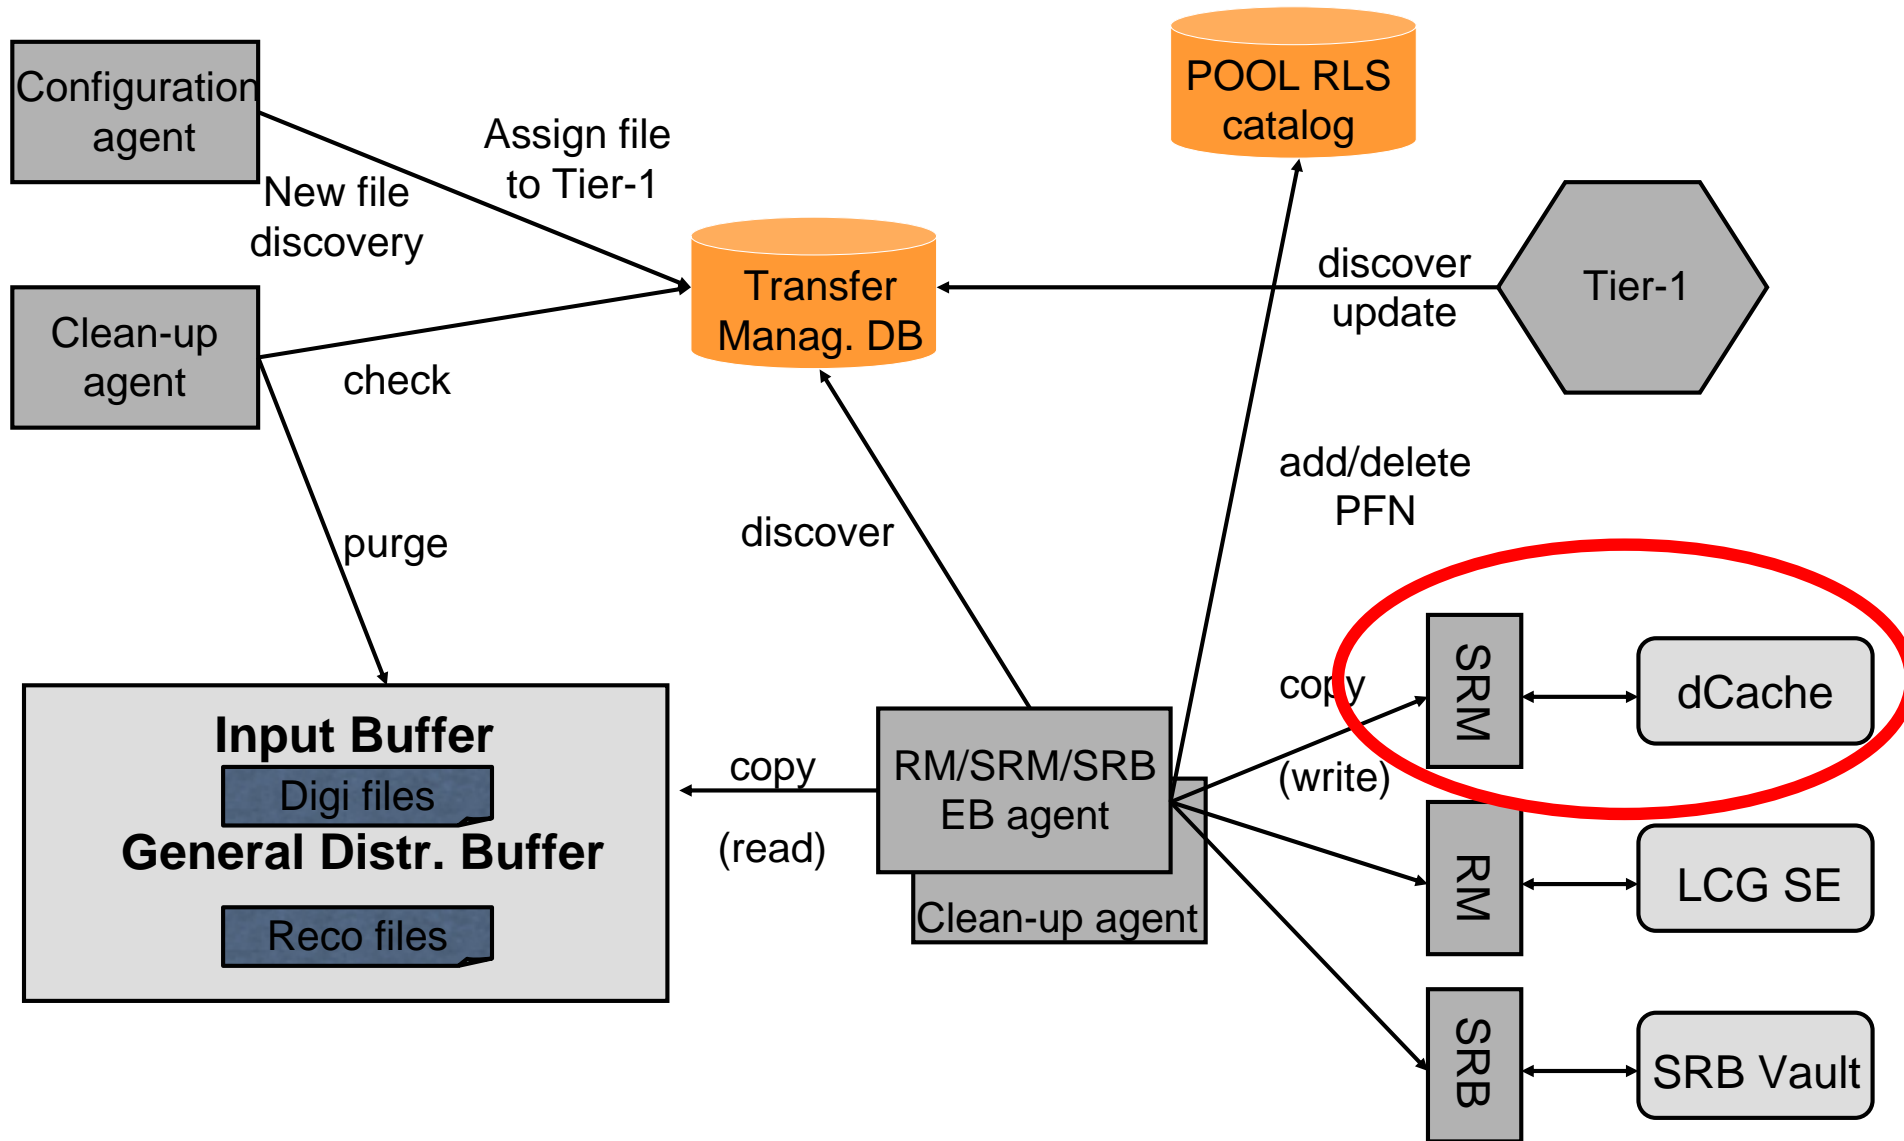 Configuration
agent
POOL RLS
catalog
Assign file
to Tier-1
New file
discovery
Transfer
Manag. DB
discover
update
Tier-1
Clean-up
agent
check
add/delete
PFN
discover
purge
Input Buffer
Digi files
General Distr. Buffer
Reco files
copy
(read)
RM/SRM/SRB
EB agent
Clean-up agent
copy
(write)
SRM
dCache
RM
LCG SE
SRB
SRB Vault